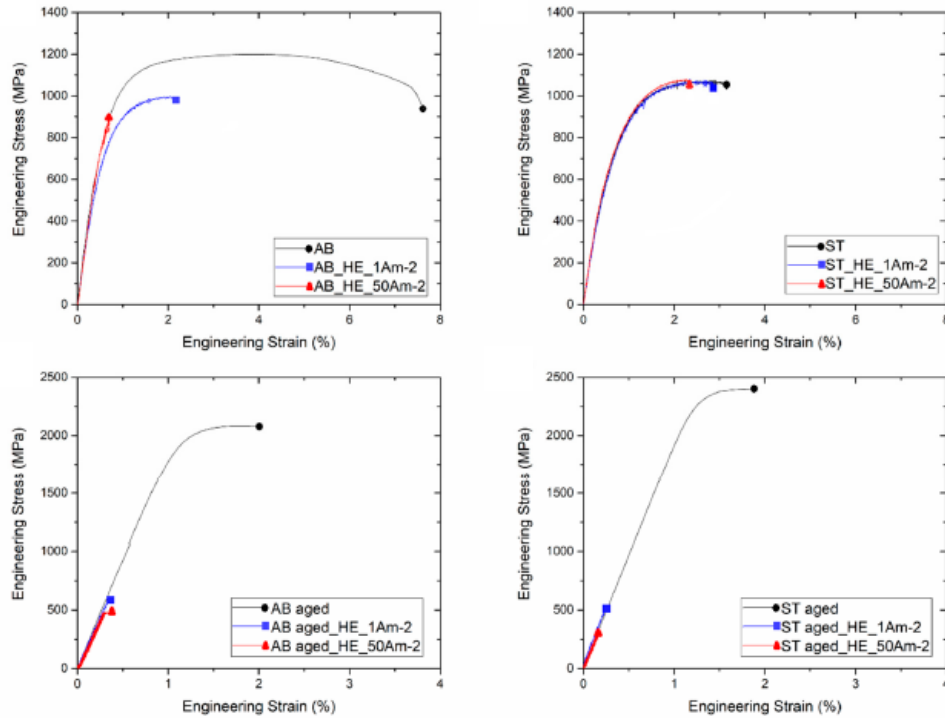 1400
1200
1000
800
600
400
200
0
0 2 4 6 8
Engineering Stress (MPa)
Engineering Strain (%)
AB
AB_HE_1Am-2
AB_HE_50Am-2
1400
1200
1000
800
600
400
200
0
0 2 4 6 8
Engineering Stress (MPa)
Engineering Strain (%)
ST
ST_HE_1Am-2
ST_HE_50Am-2
2500
2000
1500
1000
500
0
0 1 2 3 4
Engineering Stress (MPa)
Engineering Strain (%)
AB aged
AB aged_HE_1Am-2
AB aged_HE_50Am-2
2500
2000
1500
1000
500
0
0 1 2 3 4
Engineering Stress (MPa)
Engineering Strain (%)
ST aged
ST aged_HE_1Am-2
ST aged_HE_50Am-2